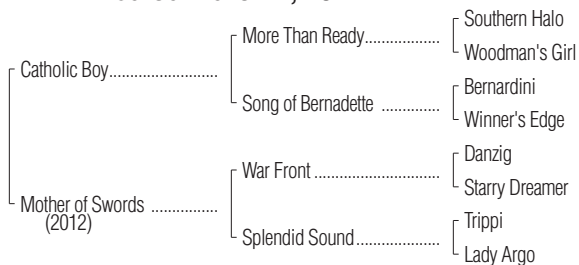 Southern Halo
More Than Ready
Woodman's Girl
Catholic Boy
Bernardini
Song of Bernadette
Winner's Edge
Danzig
War Front
Starry Dreamer
Mother of Swords
(2012)
Trippi
Splendid Sound
Lady Argo